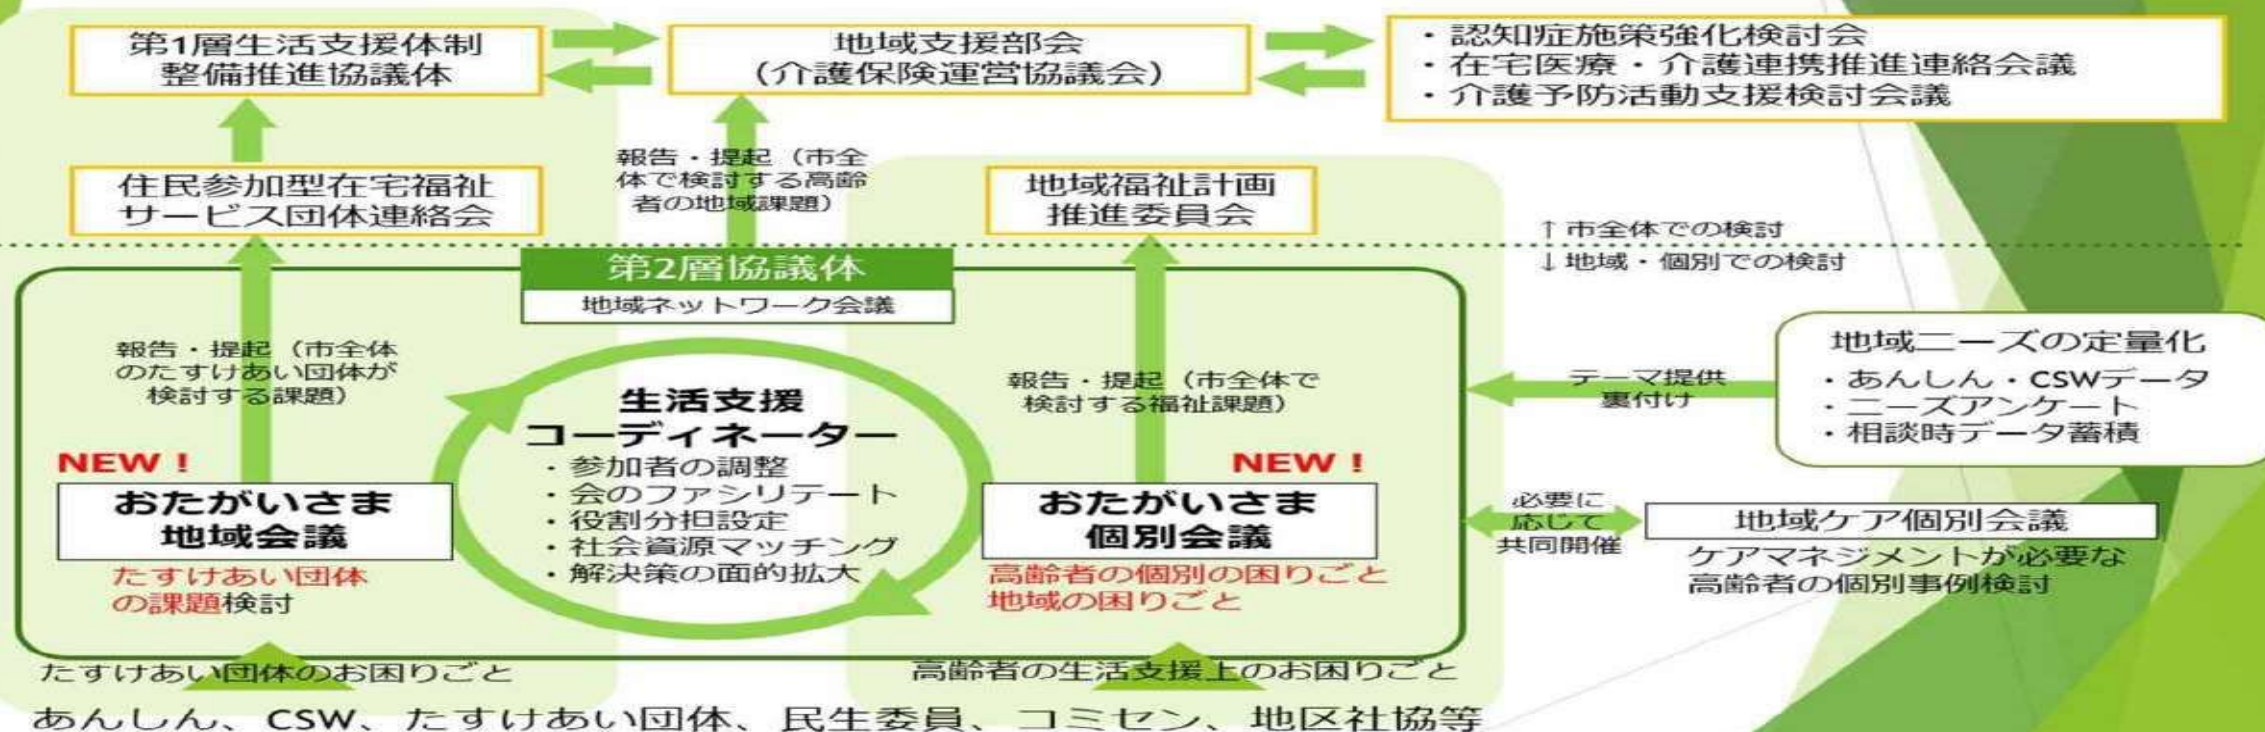 第1層生活支援体制
整備推進協議体
地域支援部会
(介護保険運営協議会)
・認知症施策強化検討会
・在宅医療・介護連携推進連絡会議
・介護予防活動支援検討会議
住民参加型在宅福祉
サービス団体連絡会
報告・提起（市全
体で検討する高齢
者の地域課題）
地域福祉計画
推進委員会
↑市全体での検討
↓地域・個別での検討
第2層協議体
地域ネットワーク会議
報告・提起（市全体
のたすけあい団体が
検討する課題）
生活支援
コーディネーター
・参加者の調整
・会のファシリテート
・役割分担設定
・社会資源マッチング
・解決策の面的拡大
報告・提起（市全体で
検討する福祉課題）
テーマ提供
裏付け
地域ニーズの定量化
・あんしん・CSWデータ
・ニーズアンケート
・相談時データ蓄積
NEW！
おたがいさま
地域会議
たすけあい団体
の課題検討
NEW！
おたがいさま
個別会議
高齢者の個別の困りごと
地域の困りごと
必要に
応じて
共同開催
地域ケア個別会議
ケアマネジメントが必要な
高齢者の個別事例検討
たすけあい団体のお困りごと
高齢者の生活支援上のお困りごと
あんしん、CSW、たすけあい団体、民生委員、コミセン、地区社協等